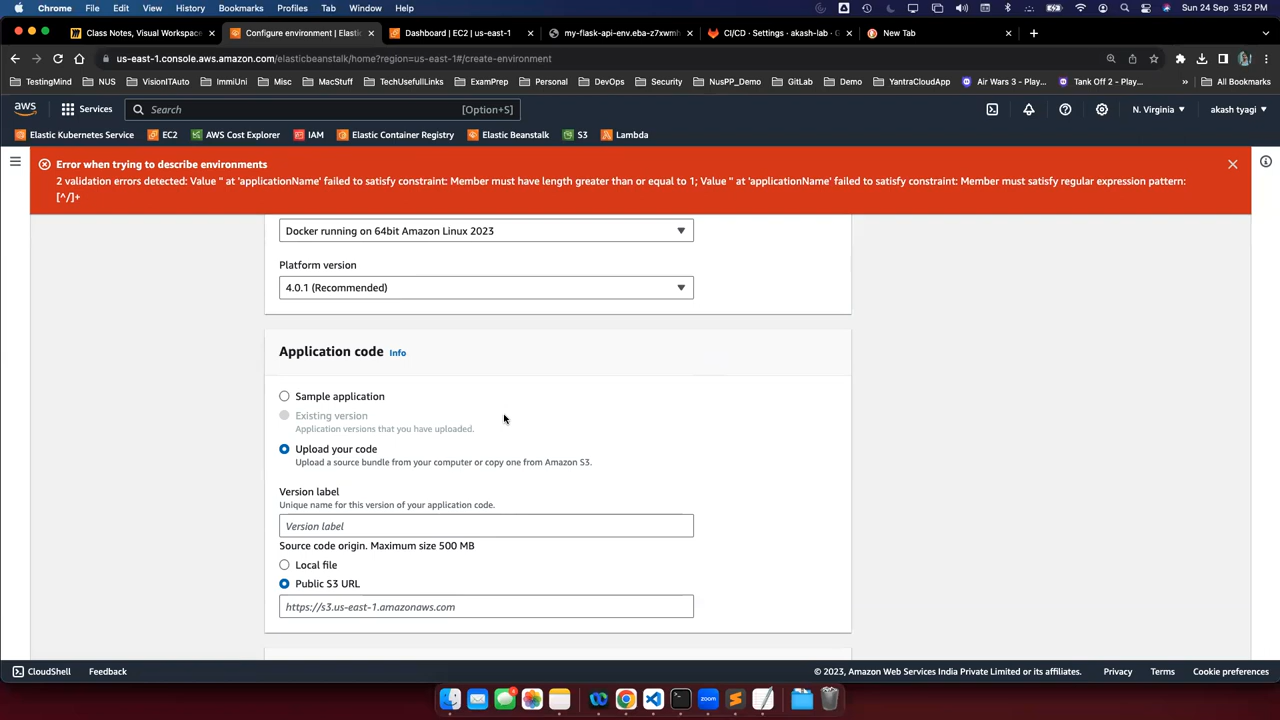 Chrome File Edit View History Bookmarks Profiles Tab Window Help
Sun 24 Sep 3:52 PM
Class Notes, Visual Workspace
Configure environment | Elastic
Dashboard | EC2 | us-east-1
my-flask-api-env.eba-z7xwmh
CI/CD · Settings · akash-lab · G
New Tab
us-east-1.console.aws.amazon.com/elasticbeanstalk/home?region=us-east-1#/create-environment
TestingMind NUS VisionITAxis ImmiUni Misc MacStuff TechUsefullLinks ExamPrep Personal DevOps Security NusPP_Demo GitLab Demo YantraCloudApp Air Wars 3 - Play... Tank Off 2 - Play... » All Bookmarks
aws Services Search [Option+S] N. Virginia akash tyagi
Elastic Kubernetes Service EC2 AWS Cost Explorer IAM Elastic Container Registry Elastic Beanstalk S3 Lambda
Error when trying to describe environments
2 validation errors detected: Value '' at 'applicationName' failed to satisfy constraint: Member must have length greater than or equal to 1; Value '' at 'applicationName' failed to satisfy constraint: Member must satisfy regular expression pattern:
[^/]+
Docker running on 64bit Amazon Linux 2023
Platform version
4.0.1 (Recommended)
Application code Info
Sample application
Existing version
Application versions that you have uploaded.
Upload your code
Upload a source bundle from your computer or copy one from Amazon S3.
Version label
Unique name for this version of your application code.
Version label
Source code origin. Maximum size 500 MB
Local file
Public S3 URL
https://s3.us-east-1.amazonaws.com
CloudShell Feedback © 2023, Amazon Web Services India Private Limited or its affiliates. Privacy Terms Cookie preferences
zoom